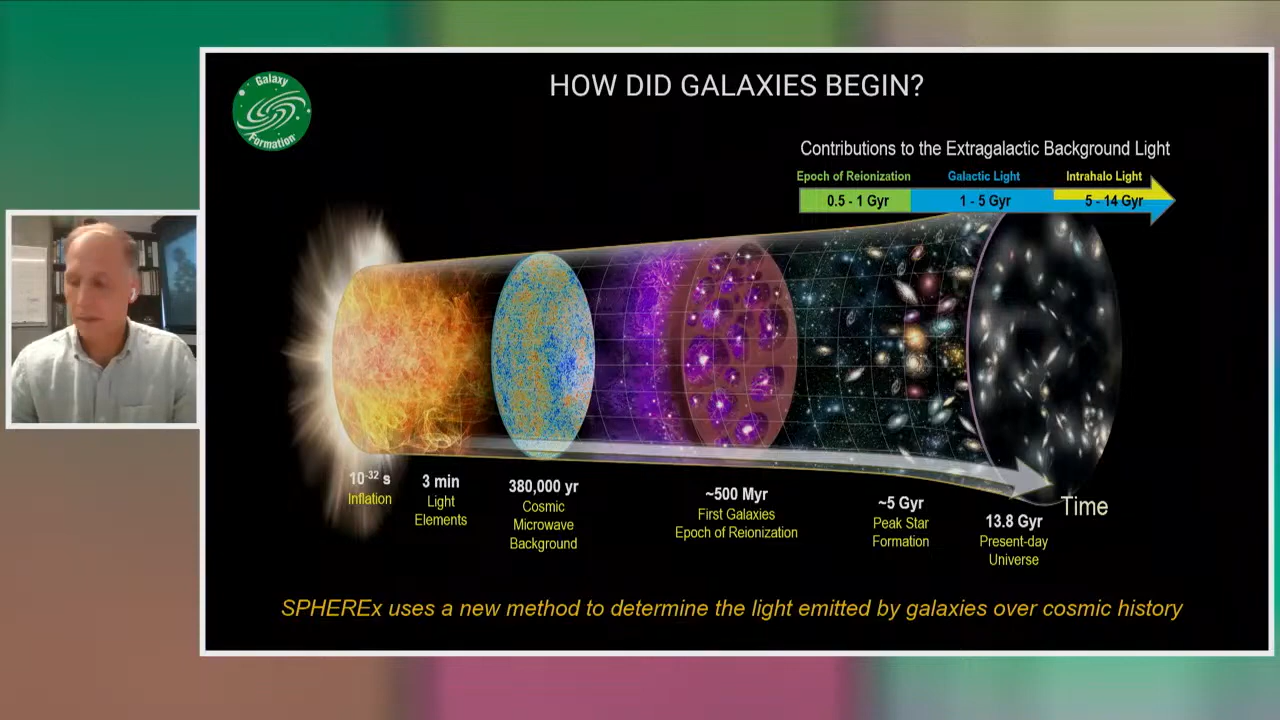 Galaxy
Formation
HOW DID GALAXIES BEGIN?
Contributions to the Extragalactic Background Light
Epoch of Reionization
Galactic Light
Intrahalo Light
0.5 - 1 Gyr
1 - 5 Gyr
5 - 14 Gyr
10⁻³² s
Inflation
3 min
Light
Elements
380,000 yr
Cosmic
Microwave
Background
~500 Myr
First Galaxies
Epoch of Reionization
~5 Gyr
Peak Star
Formation
13.8 Gyr
Present-day
Universe
Time
SPHEREx uses a new method to determine the light emitted by galaxies over cosmic history